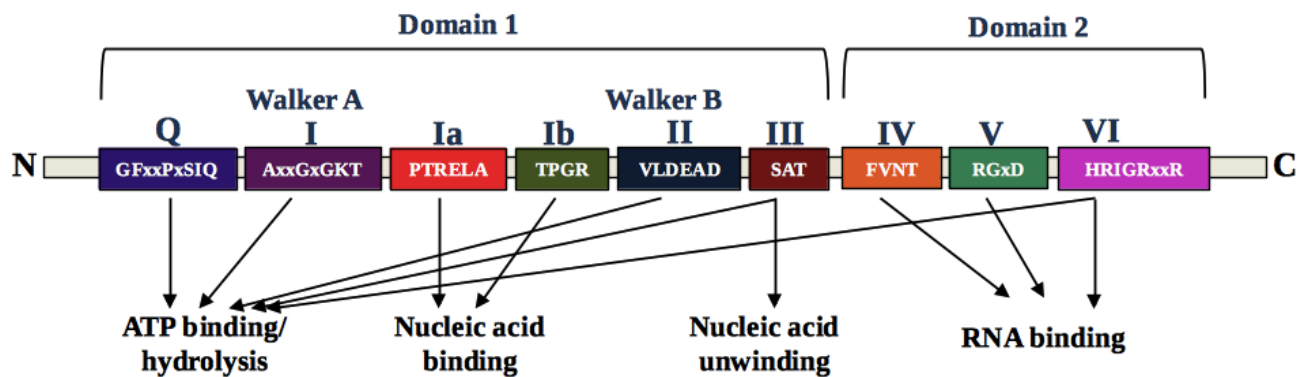 Domain 1
Domain 2
Walker A
Walker B
Q
I
Ia
Ib
II
III
IV
V
VI
N
GFxxPxSIQ
AxxGxGKT
PTRELA
TPGR
VLDEAD
SAT
FVNT
RGxD
HRIGRxxR
C
ATP binding/
hydrolysis
Nucleic acid
binding
Nucleic acid
unwinding
RNA binding